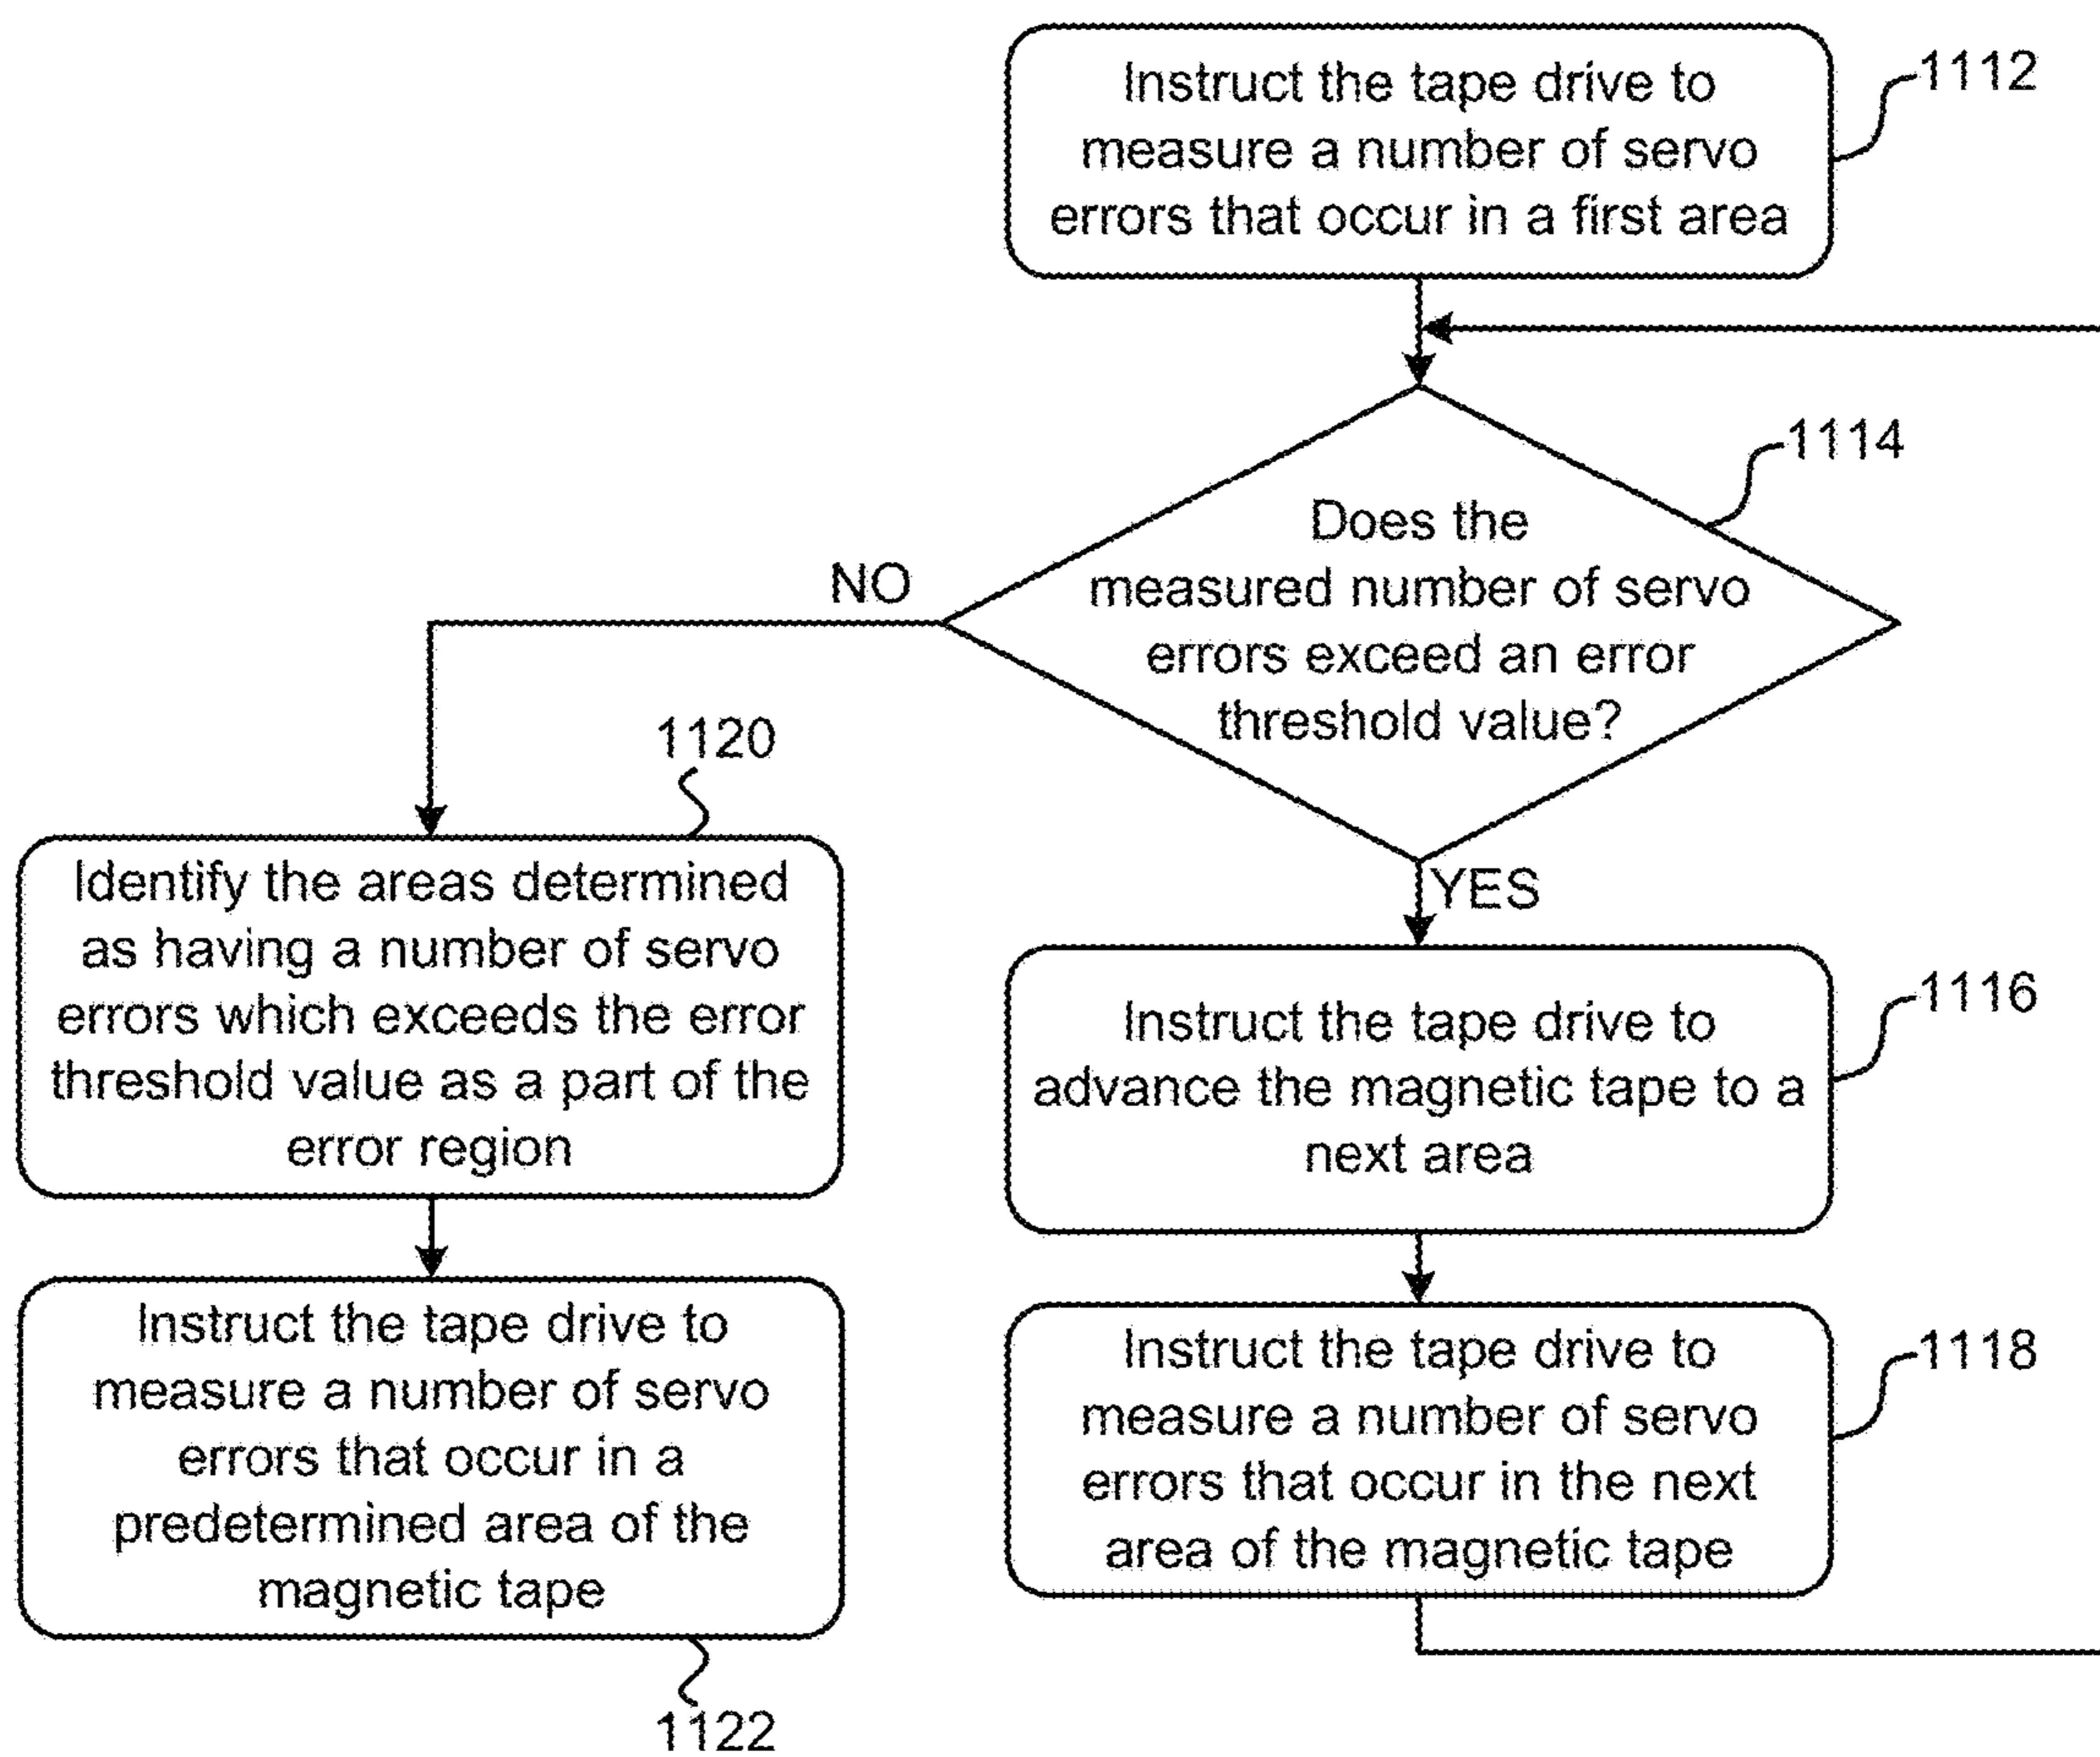 Instruct the tape drive to
measure a number of servo
errors that occur in a first area
1112
Does the
measured number of servo
errors exceed an error
threshold value?
1114
NO
YES
1120
Identify the areas determined
as having a number of servo
errors which exceeds the error
threshold value as a part of the
error region
Instruct the tape drive to
advance the magnetic tape to a
next area
1116
Instruct the tape drive to
measure a number of servo
errors that occur in a
predetermined area of the
magnetic tape
1122
Instruct the tape drive to
measure a number of servo
errors that occur in the next
area of the magnetic tape
1118